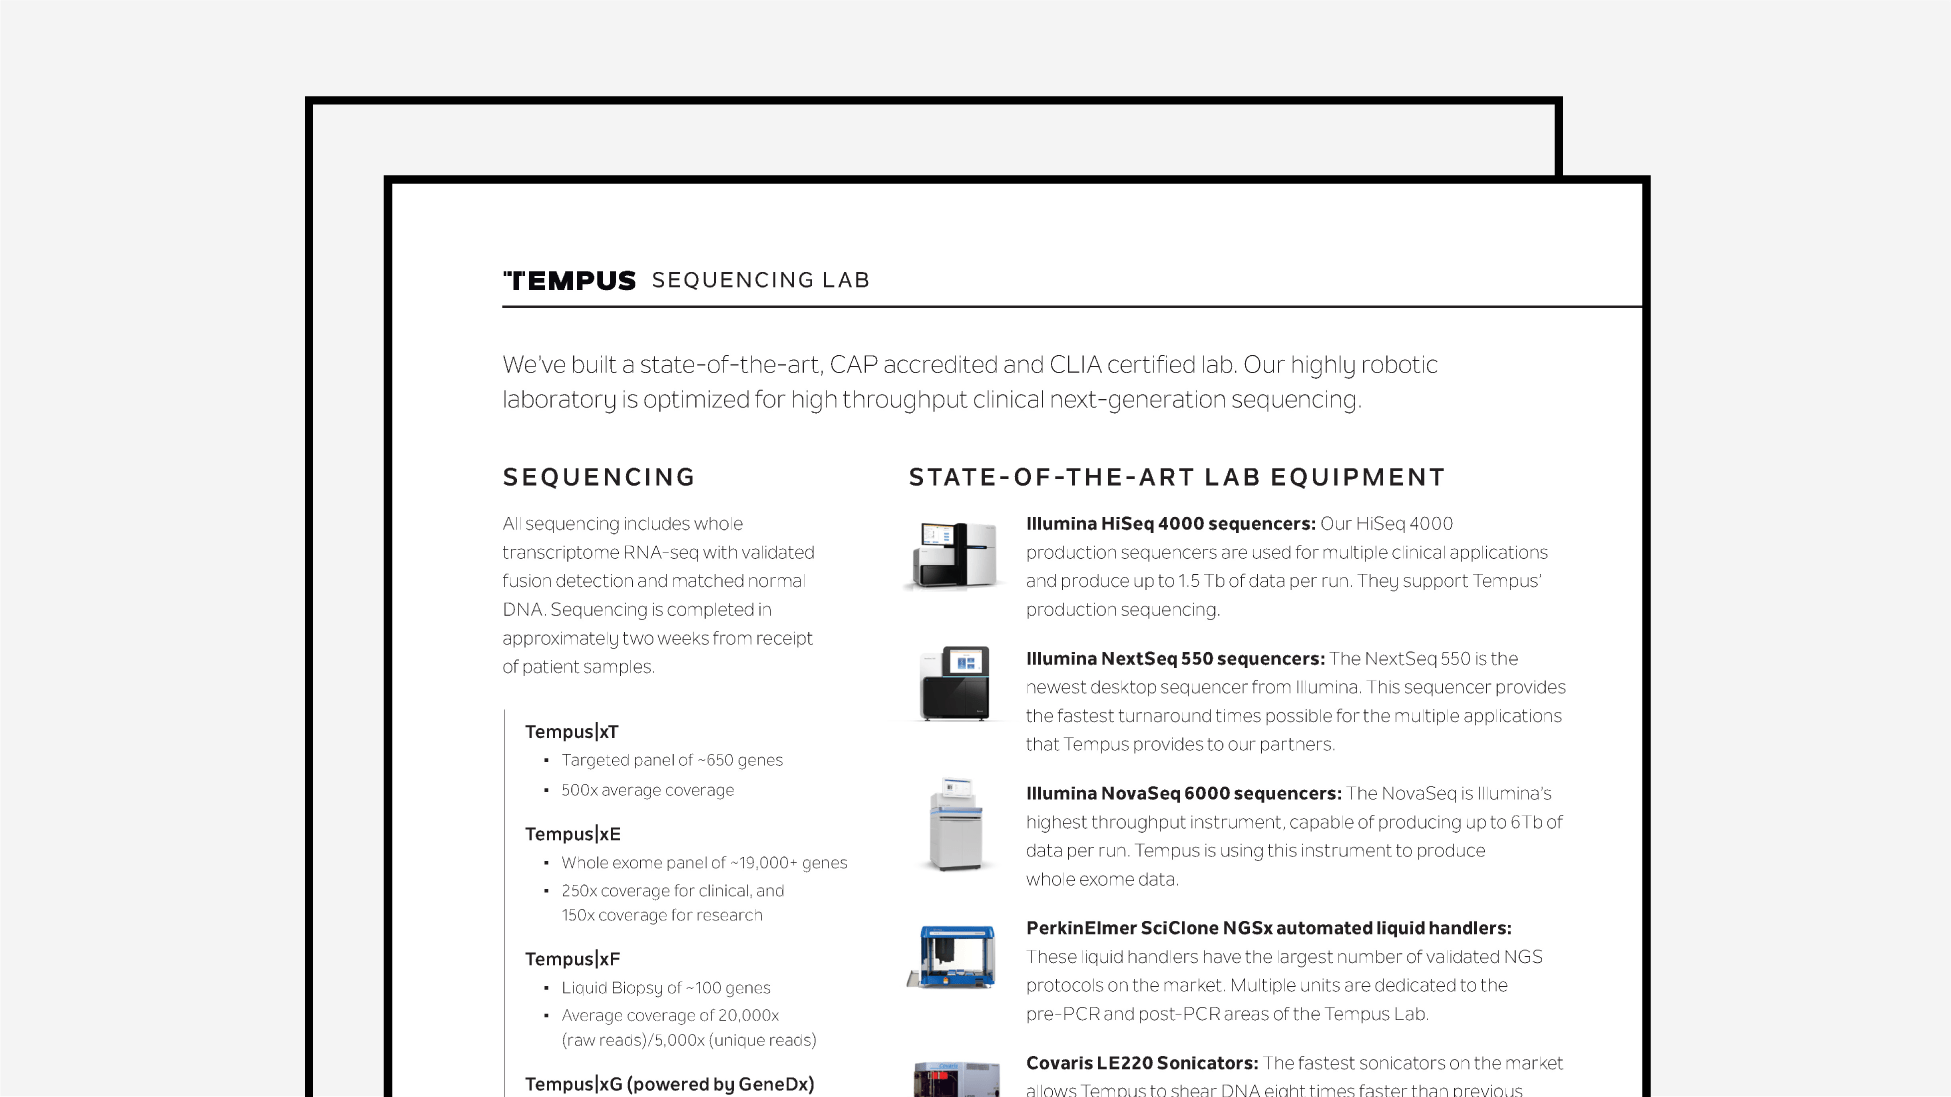 TEMPUS SEQUENCING LAB
We've built a state-of-the-art, CAP accredited and CLIA certified lab. Our highly robotic
laboratory is optimized for high throughput clinical next-generation sequencing.
SEQUENCING
All sequencing includes whole
transcriptome RNA-seq with validated
fusion detection and matched normal
DNA. Sequencing is completed in
approximately two weeks from receipt
of patient samples.
Tempus|xT
▪ Targeted panel of ~650 genes
▪ 500x average coverage
Tempus|xE
▪ Whole exome panel of ~19,000+ genes
▪ 250x coverage for clinical, and
150x coverage for research
Tempus|xF
▪ Liquid Biopsy of ~100 genes
▪ Average coverage of 20,000x
(raw reads)/5,000x (unique reads)
Tempus|xG (powered by GeneDx)
STATE-OF-THE-ART LAB EQUIPMENT
Illumina HiSeq 4000 sequencers: Our HiSeq 4000
production sequencers are used for multiple clinical applications
and produce up to 1.5 Tb of data per run. They support Tempus'
production sequencing.
Illumina NextSeq 550 sequencers: The NextSeq 550 is the
newest desktop sequencer from Illumina. This sequencer provides
the fastest turnaround times possible for the multiple applications
that Tempus provides to our partners.
Illumina NovaSeq 6000 sequencers: The NovaSeq is Illumina's
highest throughput instrument, capable of producing up to 6Tb of
data per run. Tempus is using this instrument to produce
whole exome data.
PerkinElmer SciClone NGSx automated liquid handlers:
These liquid handlers have the largest number of validated NGS
protocols on the market. Multiple units are dedicated to the
pre-PCR and post-PCR areas of the Tempus Lab.
Covaris LE220 Sonicators: The fastest sonicators on the market
allows Tempus to shear DNA eight times faster than previous